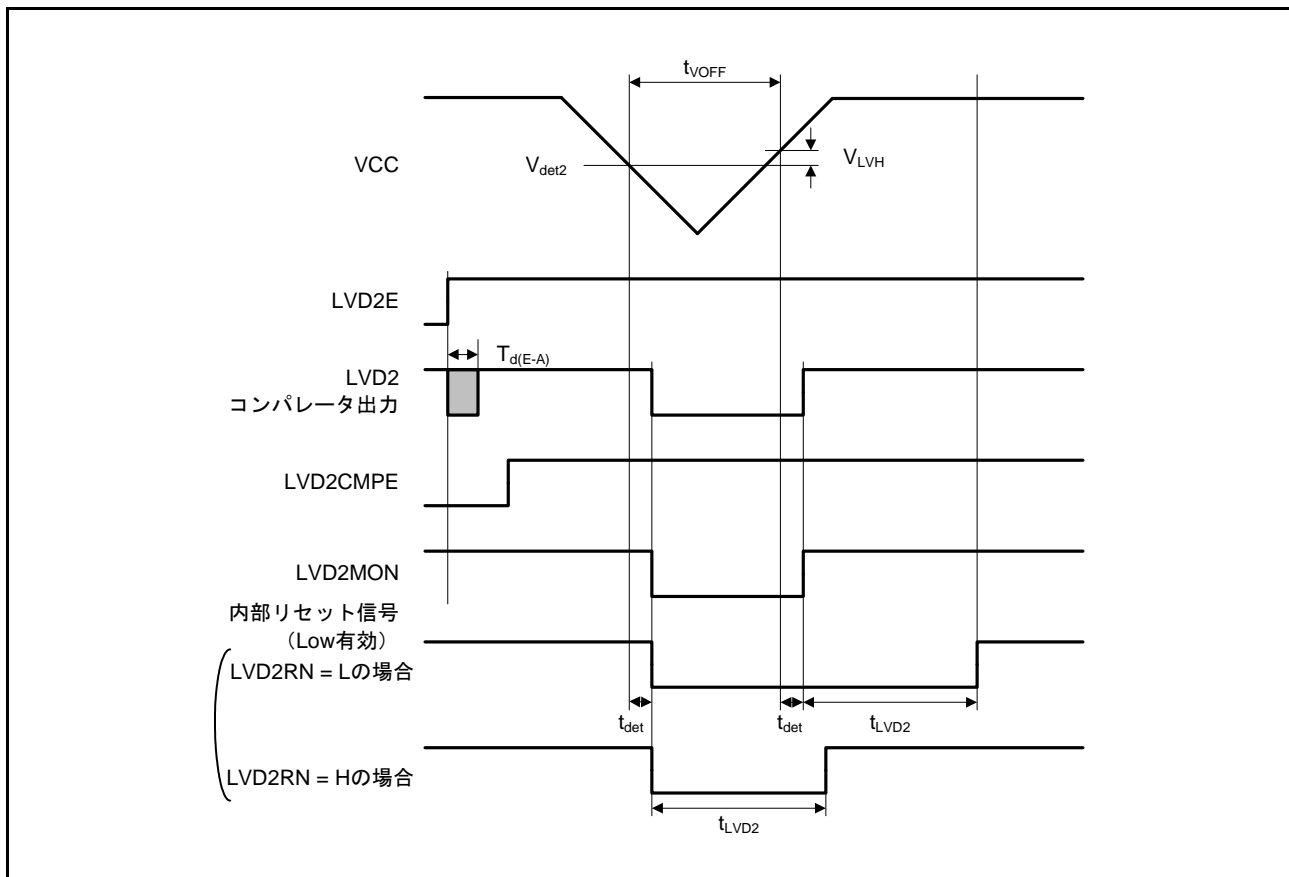 tVOFF
VCC
Vdet2
VLVH
LVD2E
Td(E-A)
LVD2
コンパレータ出力
LVD2CMPE
LVD2MON
内部リセット信号
（Low有効）
LVD2RN = Lの場合
tdet
tdet
tLVD2
LVD2RN = Hの場合
tLVD2